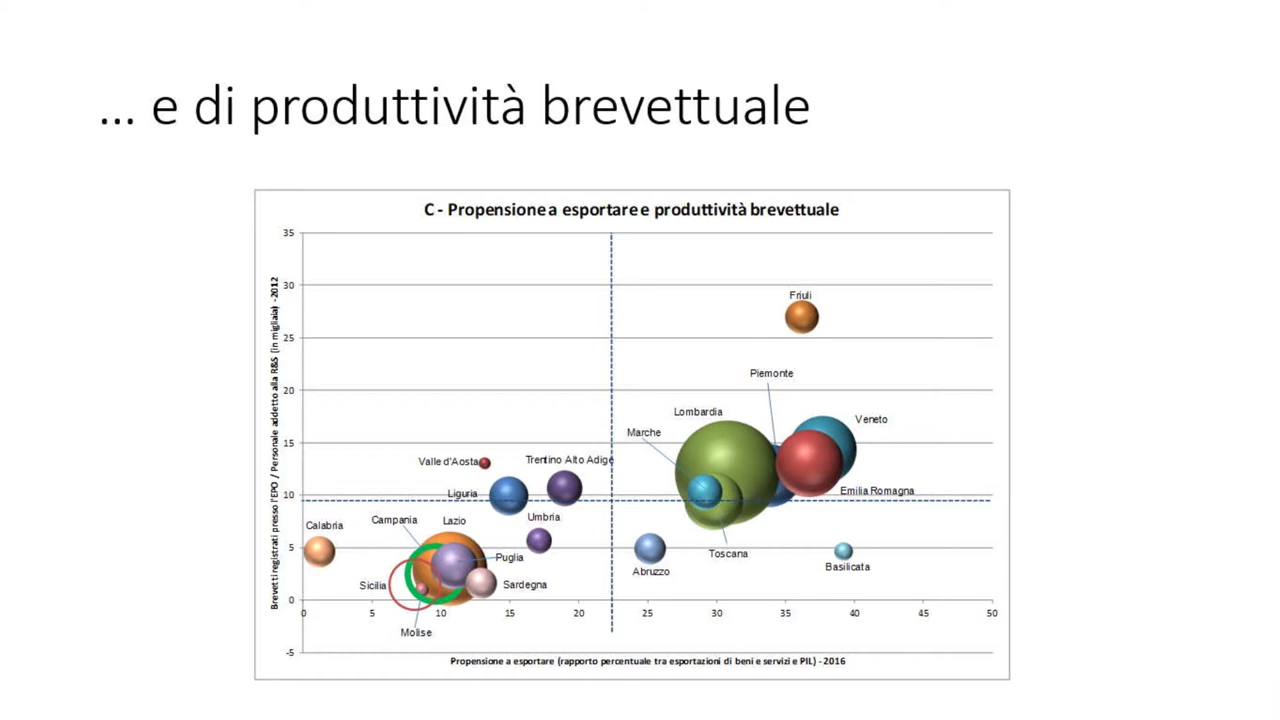 ... e di produttività brevettuale
C - Propensione a esportare e produttività brevettuale
Brevetti registrati presso l'EPO / Personale addetto alla R&S (in migliaia) - 2012
35
30
25
20
15
10
5
0
-5
Friuli
Piemonte
Lombardia
Veneto
Marche
Valle d'Aosta
Trentino Alto Adige
Liguria
Emilia Romagna
Campania
Lazio
Umbria
Calabria
Puglia
Toscana
Abruzzo
Basilicata
Sicilia
Sardegna
Molise
0 5 10 15 20 25 30 35 40 45 50
Propensione a esportare (rapporto percentuale tra esportazioni di beni e servizi e PIL) - 2016